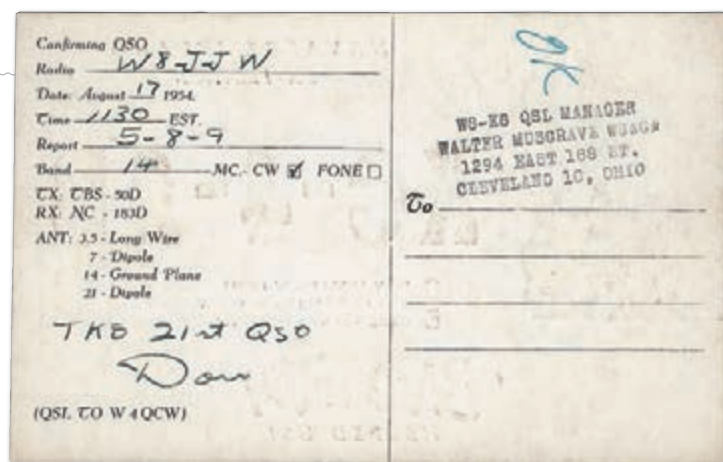 Confirming QSO
Radio W8-JJW
Date: August 17 1954.
Time 1130 EST.
Report 5-8-9
Band 14 MC.- CW ☑ FONE ☐
TX: TBS - 50D
RX: NC - 183D
ANT: 3.5 - Long Wire
7 - Dipole
14 - Ground Plane
21 - Dipole
TKS 21st QSO
Don
(QSL TO W4QCW)
OK
W8-K8 QSL MANAGER
WALTER MUSGRAVE
1294 EAST 188 ST.
CLEVELAND 10, OHIO
To